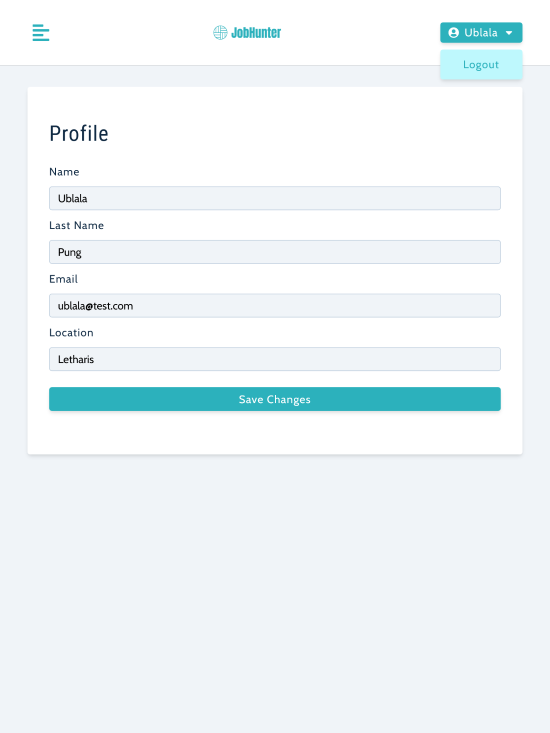 JobHunter
Ublala
Logout
Profile
Name
Ublala
Last Name
Pung
Email
ublala@test.com
Location
Letharis
Save Changes